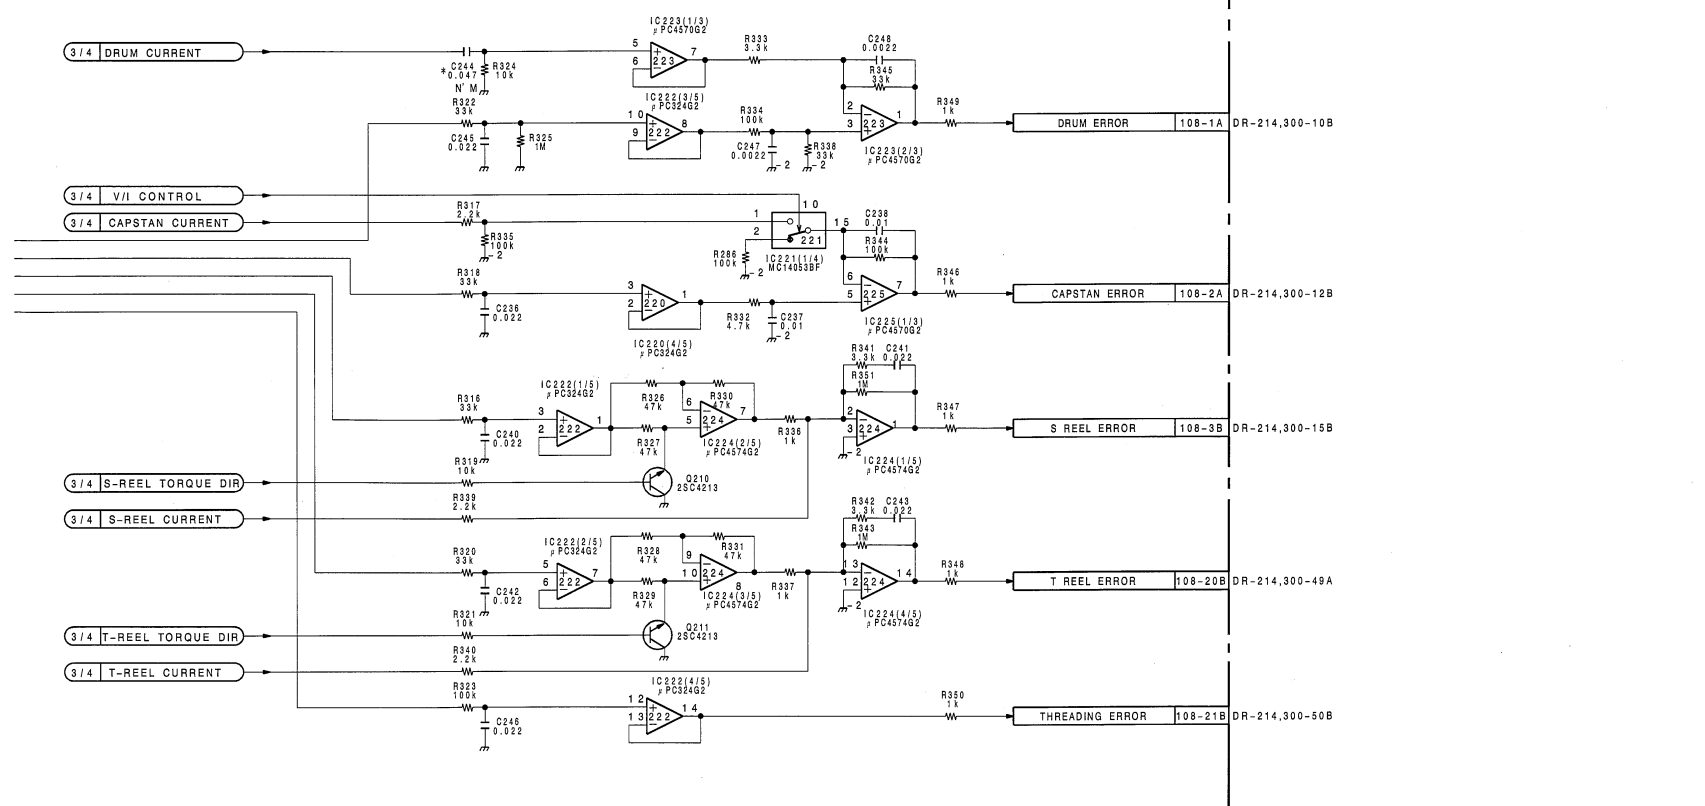 IC223(1/3)
μPC4570G2
3/4 DRUM CURRENT
*C244
0.047
N'M
R324
10k
5
6
7
223
R333
3.3k
C248
0.0022
R345
33k
R322
33k
C245
0.022
R325
1M
IC222(3/5)
μPC324G2
10
9
8
222
R334
100k
C247
0.0022
-2
R338
33k
-2
2
3
1
223
IC223(2/3)
μPC4570G2
R349
1k
DRUM ERROR 108-1A DR-214,300-10B
3/4 V/I CONTROL
3/4 CAPSTAN CURRENT
R317
2.2k
R335
100k
-2
10
1
2
15
221
R286
100k
-2
IC221(1/4)
MC14053BF
C238
0.01
R344
100k
R318
33k
C236
0.022
3
2
1
220
IC220(4/5)
μPC324G2
R332
4.7k
C237
0.01
-2
6
5
7
225
IC225(1/3)
μPC4570G2
R346
1k
CAPSTAN ERROR 108-2A DR-214,300-12B
R341
3.3k
C241
0.022
R351
1M
IC222(1/5)
μPC324G2
R316
33k
C240
0.022
3
2
1
222
R326
47k
R330
47k
R327
47k
6
5
7
224
IC224(2/5)
μPC4574G2
R336
1k
2
3
1
224
-2
IC224(1/5)
μPC4574G2
R347
1k
S REEL ERROR 108-3B DR-214,300-15B
R319
10k
3/4 S-REEL TORQUE DIR
Q210
2SC4213
R339
2.2k
3/4 S-REEL CURRENT
R342
3.3k
C243
0.022
R343
1M
IC222(2/5)
μPC324G2
R320
33k
C242
0.022
5
6
7
222
R328
47k
R331
47k
R329
47k
9
10
8
224
IC224(3/5)
μPC4574G2
R337
1k
13
12
14
224
-2
IC224(4/5)
μPC4574G2
R348
1k
T REEL ERROR 108-20B DR-214,300-49A
R321
10k
3/4 T-REEL TORQUE DIR
Q211
2SC4213
R340
2.2k
3/4 T-REEL CURRENT
R323
100k
C246
0.022
IC222(4/5)
μPC324G2
12
13
14
222
R350
1k
THREADING ERROR 108-21B DR-214,300-50B